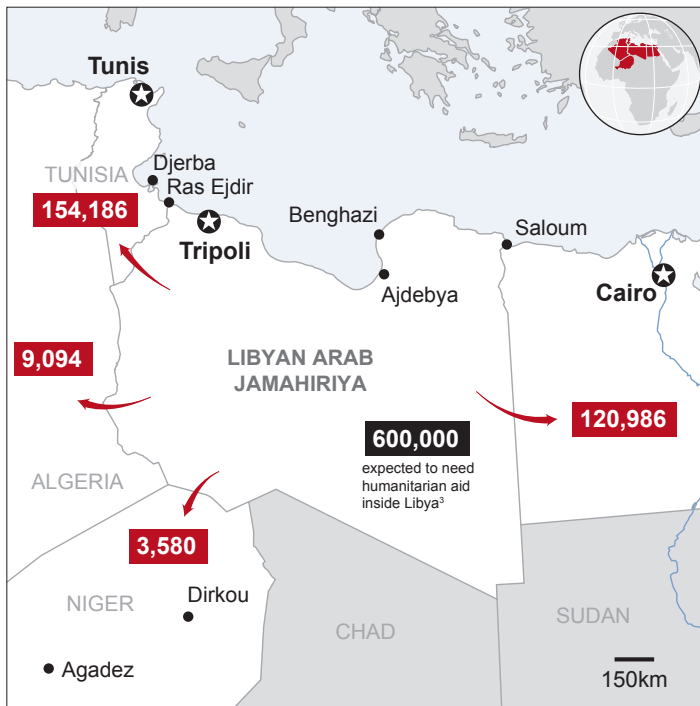 Tunis
TUNISIA
Djerba
Ras Ejdir
154,186
Tripoli
Benghazi
Saloum
Ajdebya
Cairo
9,094
LIBYAN ARAB
JAMAHIRIYA
120,986
600,000
expected to need
humanitarian aid
inside Libya³
ALGERIA
3,580
NIGER
Dirkou
CHAD
SUDAN
Agadez
150km